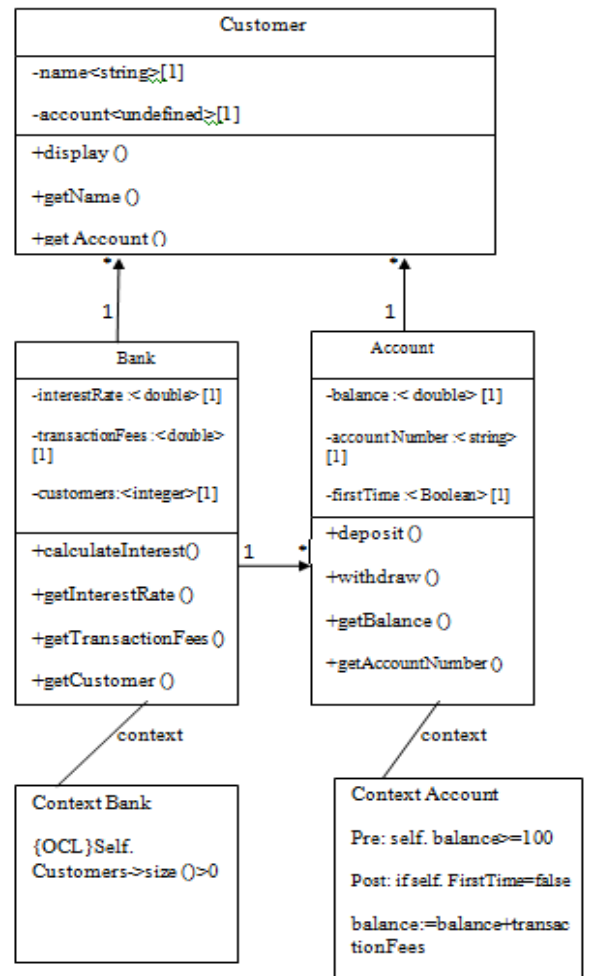 Customer
-name<string>[1]
-account<undefined>[1]
+display ()
+getName ()
+get Account ()
* *
1 1
Bank
-interestRate :< double> [1]
-transactionFees :<double>
[1]
-customers:<integer>[1]
+calculateInterest()
+getInterestRate ()
+getTransactionFees ()
+getCustomer ()
1 *
Account
-balance :< double> [1]
-account Number :< string>
[1]
-firstTime :< Boolean> [1]
+deposit ()
+withdraw ()
+getBalance ()
+getAccountNumber ()
context
context
Context Bank
{OCL}Self.
Customers->size ()>0
Context Account
Pre: self. balance>=100
Post: if self. FirstTime=false
balance:=balance+transac
tionFees